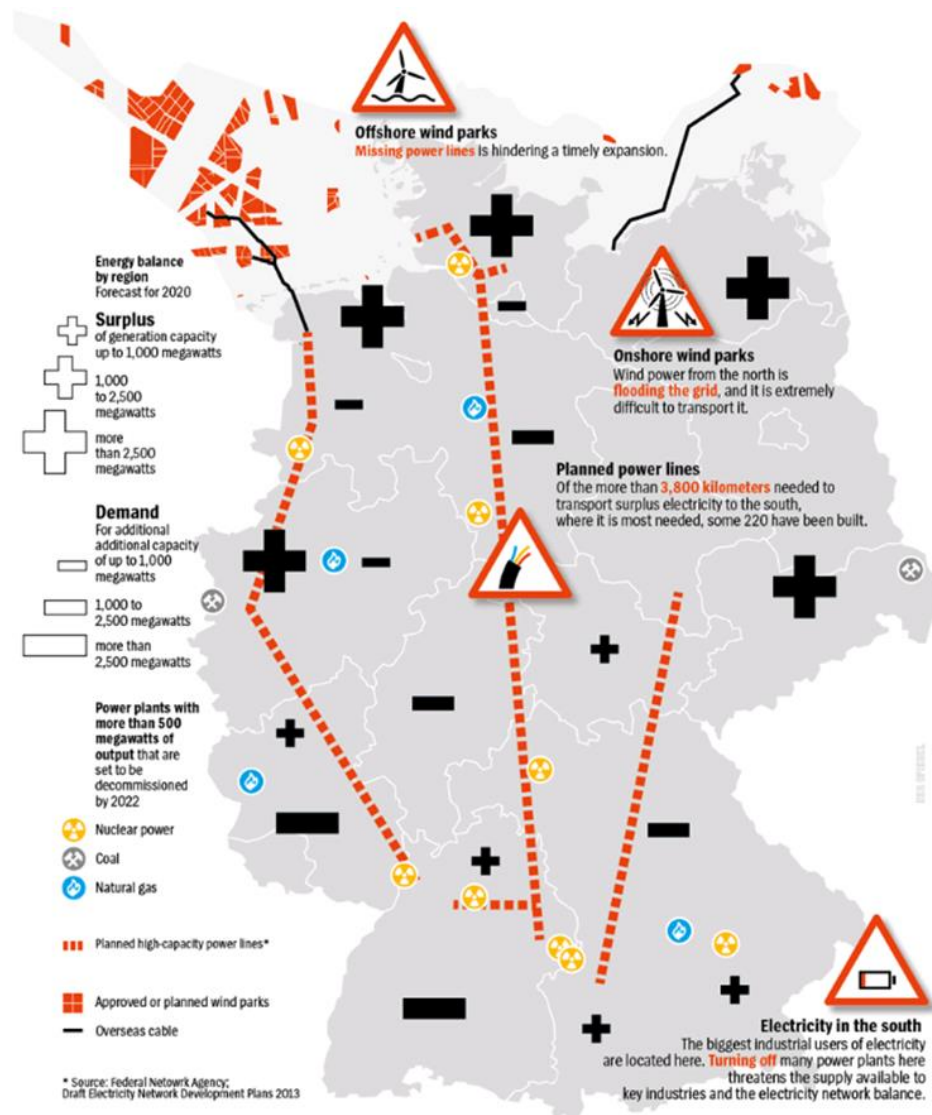 Offshore wind parks
Missing power lines is hindering a timely expansion.
Energy balance
by region
Forecast for 2020
Surplus
of generation capacity
up to 1,000 megawatts
1,000
to 2,500
megawatts
more
than 2,500
megawatts
Demand
For additional
additional capacity
of up to 1,000
megawatts
1,000 to
2,500 megawatts
more than
2,500 megawatts
Power plants with
more than 500
megawatts of
output that are
set to be
decommissioned
by 2022
Nuclear power
Coal
Natural gas
Planned high-capacity power lines*
Approved or planned wind parks
Overseas cable
* Source: Federal Netowrk Agency;
Draft Electricity Network Development Plans 2013
Onshore wind parks
Wind power from the north is
flooding the grid, and it is extremely
difficult to transport it.
Planned power lines
Of the more than 3,800 kilometers needed to
transport surplus electricity to the south,
where it is most needed, some 220 have been built.
DER SPIEGEL
Electricity in the south
The biggest industrial users of electricity
are located here. Turning off many power plants here
threatens the supply available to
key industries and the electricity network balance.